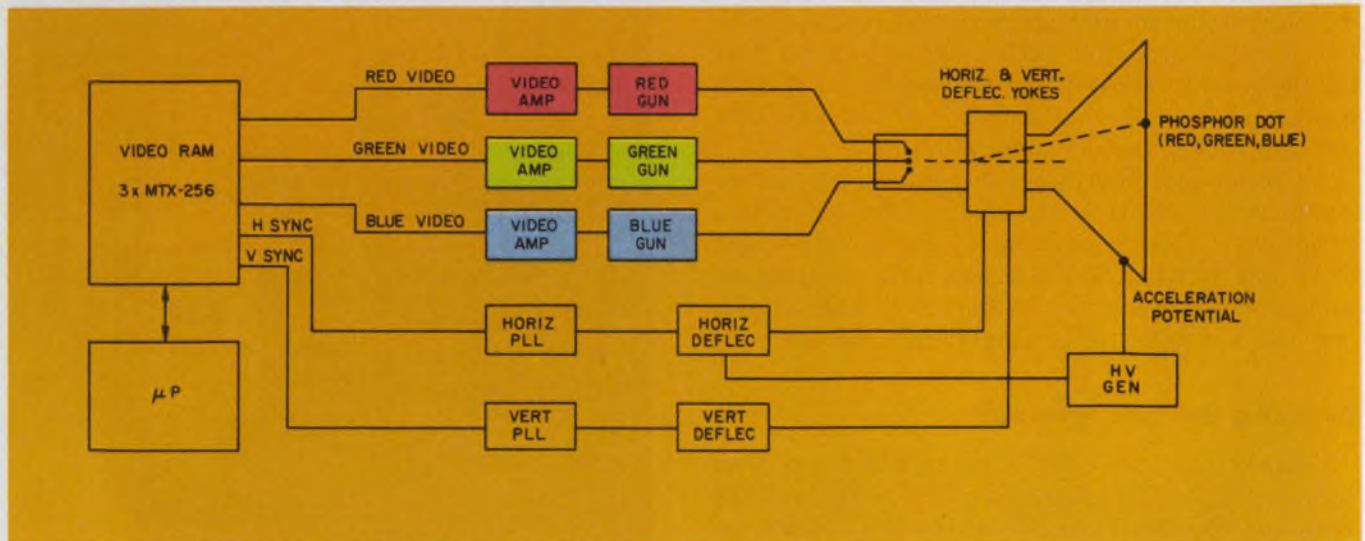 RED VIDEO
VIDEO
AMP
RED
GUN
HORIZ. & VERT.
DEFLEC. YOKES
PHOSPHOR DOT
(RED, GREEN, BLUE)
VIDEO RAM
3 x MTX-256
GREEN VIDEO
VIDEO
AMP
GREEN
GUN
BLUE VIDEO
VIDEO
AMP
BLUE
GUN
H SYNC
V SYNC
ACCELERATION
POTENTIAL
HORIZ
PLL
HORIZ
DEFLEC
HV
GEN
μP
VERT
PLL
VERT
DEFLEC